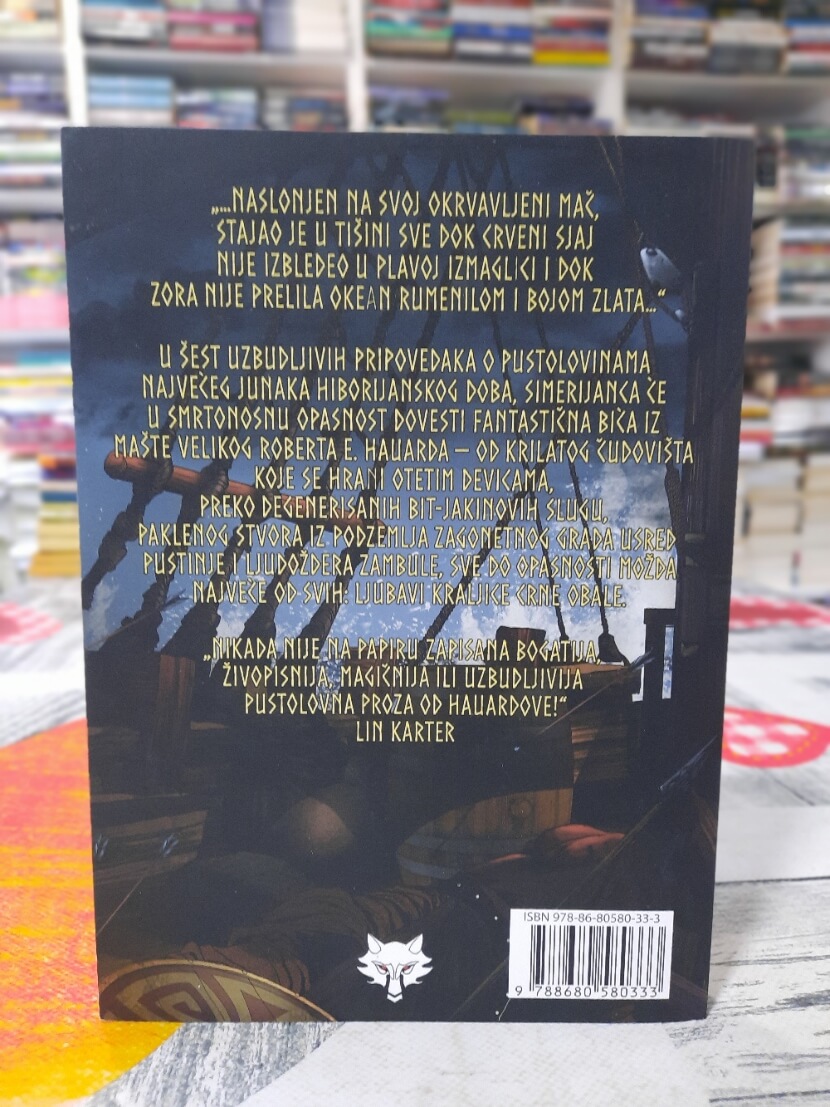 „...NASLONJEN NA SVOJ OKRVAVLJENI MAČ,
STAJAO JE U TIŠINI SVE DOK CRVENI SJAJ
NIJE IZBLEDEO U PLAVOJ IZMAGLICI I DOK
ZORA NIJE PRELILA OKEAN RUMENILOM I BOJOM ZLATA...“
U ŠEST UZBUDLJIVIH PRIPOVEDAKA O PUSTOLOVINAMA
NAJVEĆEG JUNAKA HIBORIJANSKOG DOBA, SIMERIJANCA ĆE
U SMRTONOSNU OPASNOST DOVESTI FANTASTIČNA BIĆA IZ
MAŠTE VELIKOG ROBERTA E. HAUARDA – OD KRILATOG ČUDOVIŠTA
KOJE SE HRANI OTETIM DEVICAMA,
PREKO DEGENERISANIH BIT-JAKINOVIH SLUGU,
PAKLENOG STVORA IZ PODZEMLJA ZAGONETNOG GRADA USRED
PUSTINJE I LJUDOŽDERA ZAMBULE, SVE DO OPASNOSTI MOŽDA
NAJVEĆE OD SVIH: LJUBAVI KRALJICE CRNE OBALE.
„NIKADA NIJE NA PAPIRU ZAPISANA BOGATIJA,
ŽIVOPISNIJA, MAGIČNIJA ILI UZBUDLJIVIJA
PUSTOLOVNA PROZA OD HAUARDOVE!“
LIN KARTER
ISBN 978-86-80580-33-3
9 788680 580333